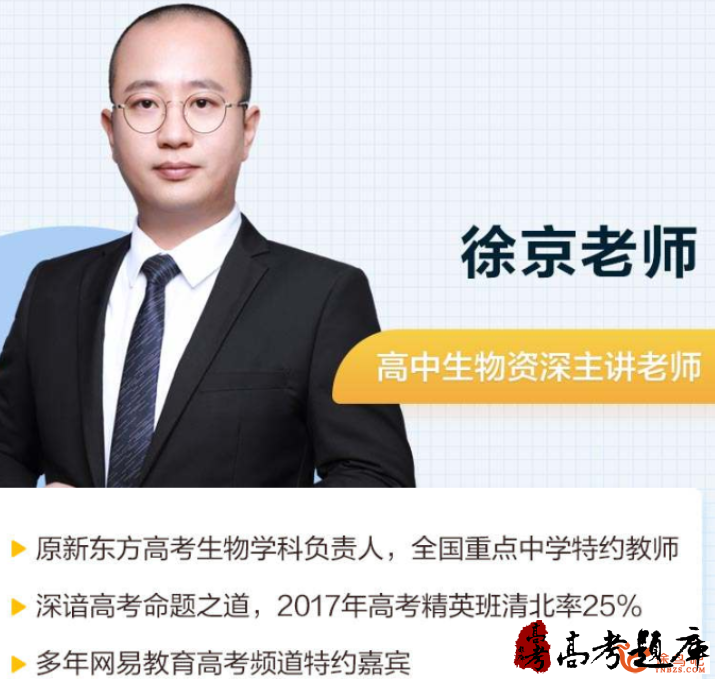 徐京老师
高中生物资深主讲老师
原新东方高考生物学科负责人，全国重点中学特约教师
深谙高考命题之道，2017年高考精英班清北率25%
多年网易教育高考频道特约嘉宾
高考
高考题库